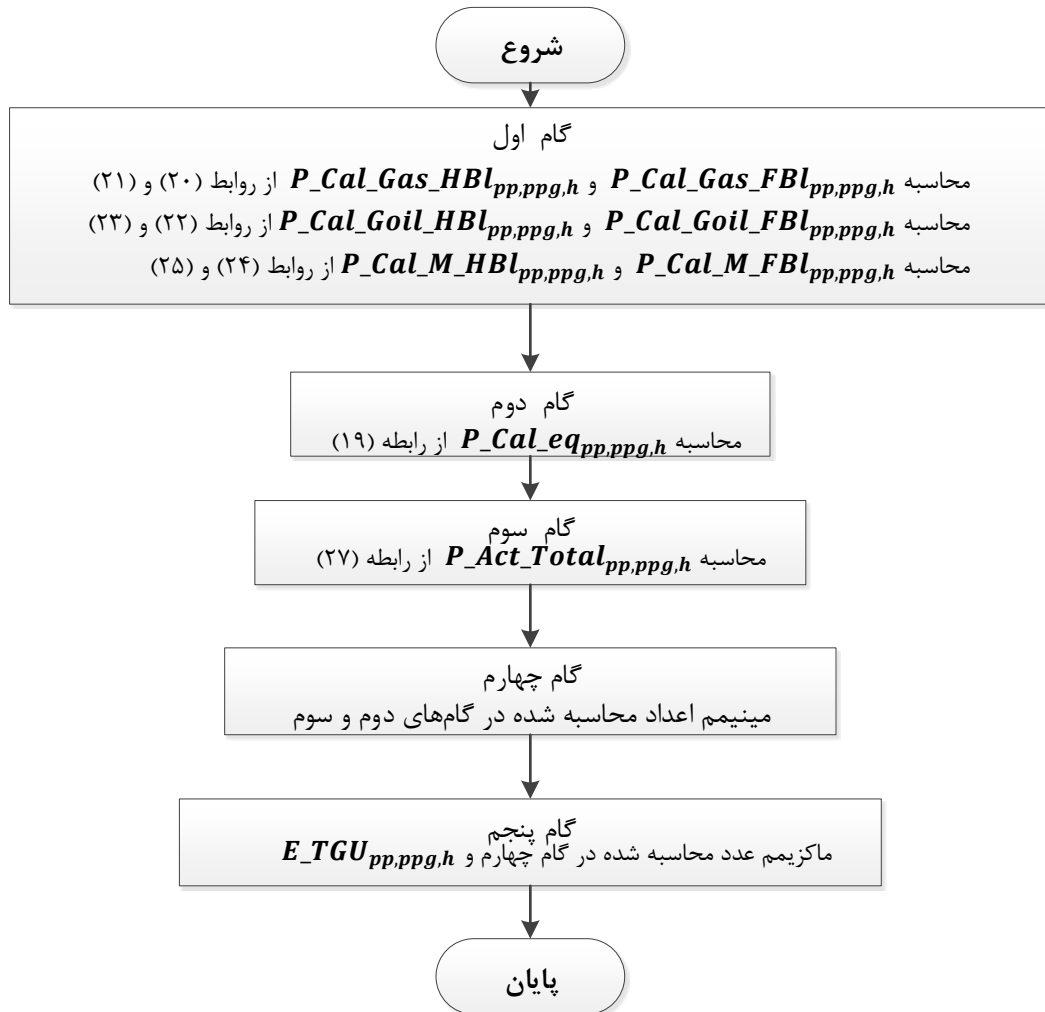 شروع
گام اول
محاسبه P_Cal_Gas_FBl_{pp,ppg,h} و P_Cal_Gas_HBl_{pp,ppg,h} از روابط (۲۰) و (۲۱)
محاسبه P_Cal_Goil_FBl_{pp,ppg,h} و P_Cal_Goil_HBl_{pp,ppg,h} از روابط (۲۲) و (۲۳)
محاسبه P_Cal_M_FBl_{pp,ppg,h} و P_Cal_M_HBl_{pp,ppg,h} از روابط (۲۴) و (۲۵)
گام دوم
محاسبه P_Cal_eq_{pp,ppg,h} از رابطه (۱۹)
گام سوم
محاسبه P_Act_Total_{pp,ppg,h} از رابطه (۲۷)
گام چهارم
مینیمم اعداد محاسبه شده در گام‌های دوم و سوم
گام پنجم
ماکزیمم عدد محاسبه شده در گام چهارم و E_TGU_{pp,ppg,h}
پایان